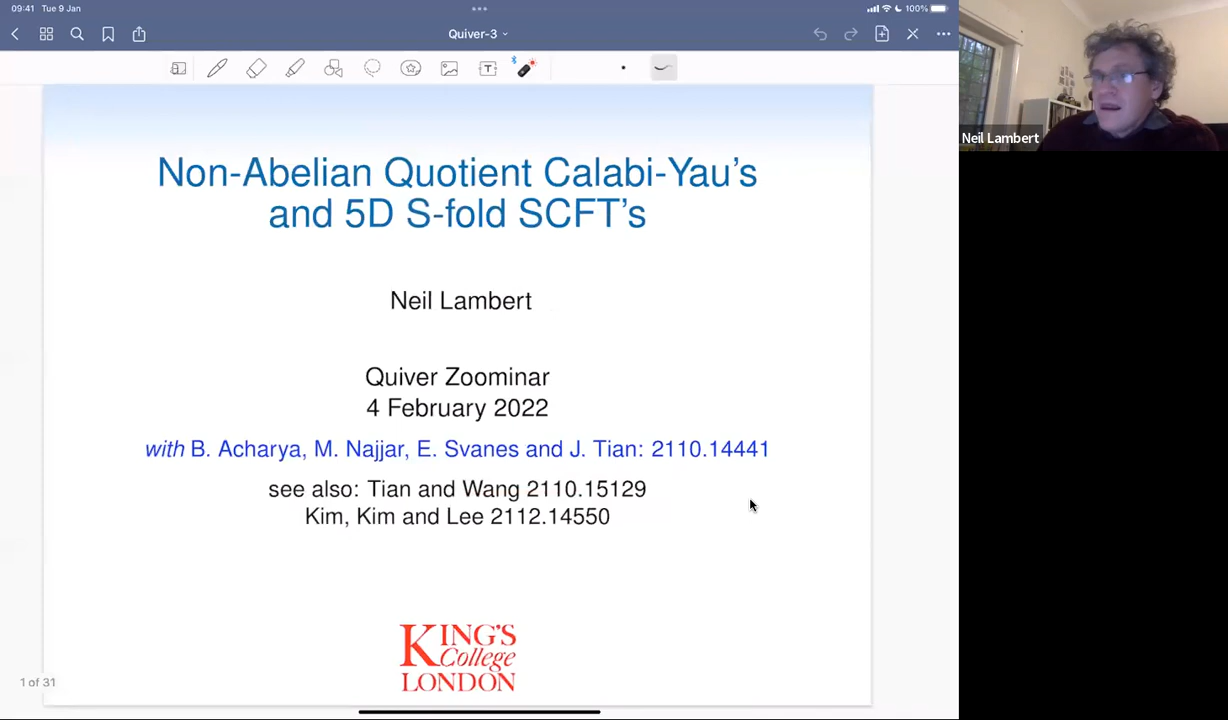 09:41 Tue 9 Jan
100%
Quiver-3
T
Neil Lambert
Non-Abelian Quotient Calabi-Yau's
and 5D S-fold SCFT's
Neil Lambert
Quiver Zoominar
4 February 2022
with B. Acharya, M. Najjar, E. Svanes and J. Tian: 2110.14441
see also: Tian and Wang 2110.15129
Kim, Kim and Lee 2112.14550
KING'S
College
LONDON
1 of 31